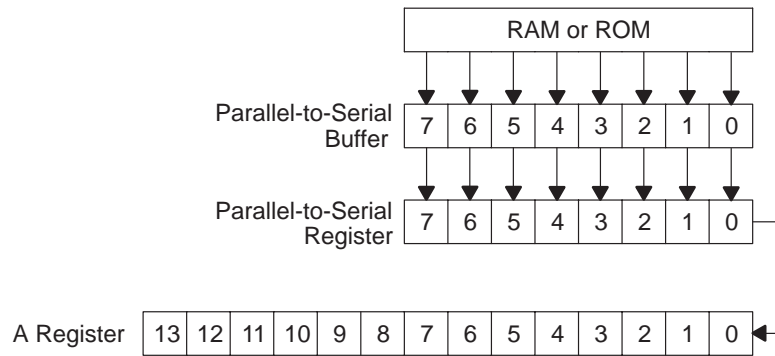 RAM or ROM
Parallel-to-Serial
Buffer
7 6 5 4 3 2 1 0
Parallel-to-Serial
Register
7 6 5 4 3 2 1 0
A Register 13 12 11 10 9 8 7 6 5 4 3 2 1 0